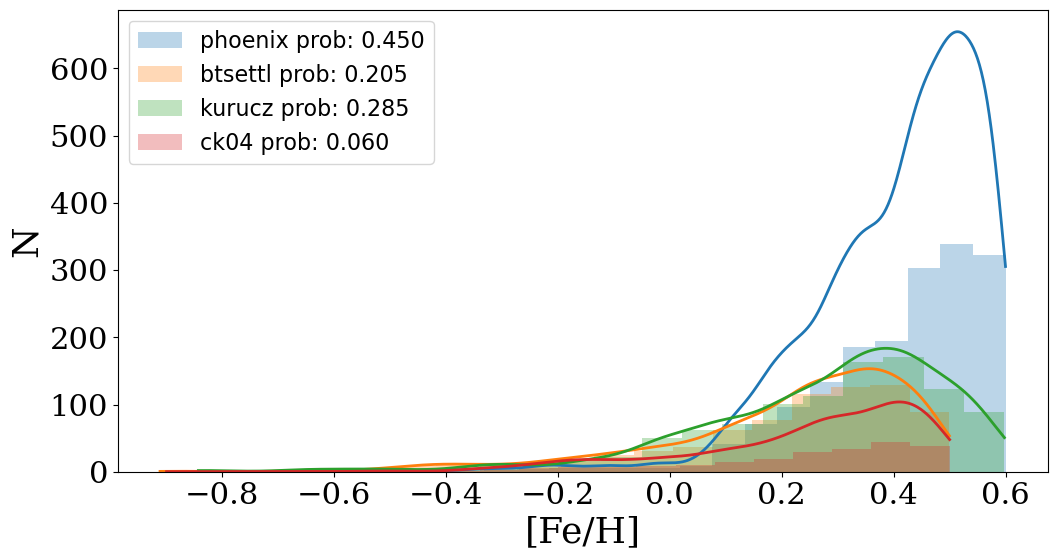 phoenix prob: 0.450
btsettl prob: 0.205
kurucz prob: 0.285
ck04 prob: 0.060
N
600
500
400
300
200
100
0
−0.8 −0.6 −0.4 −0.2 0.0 0.2 0.4 0.6
[Fe/H]